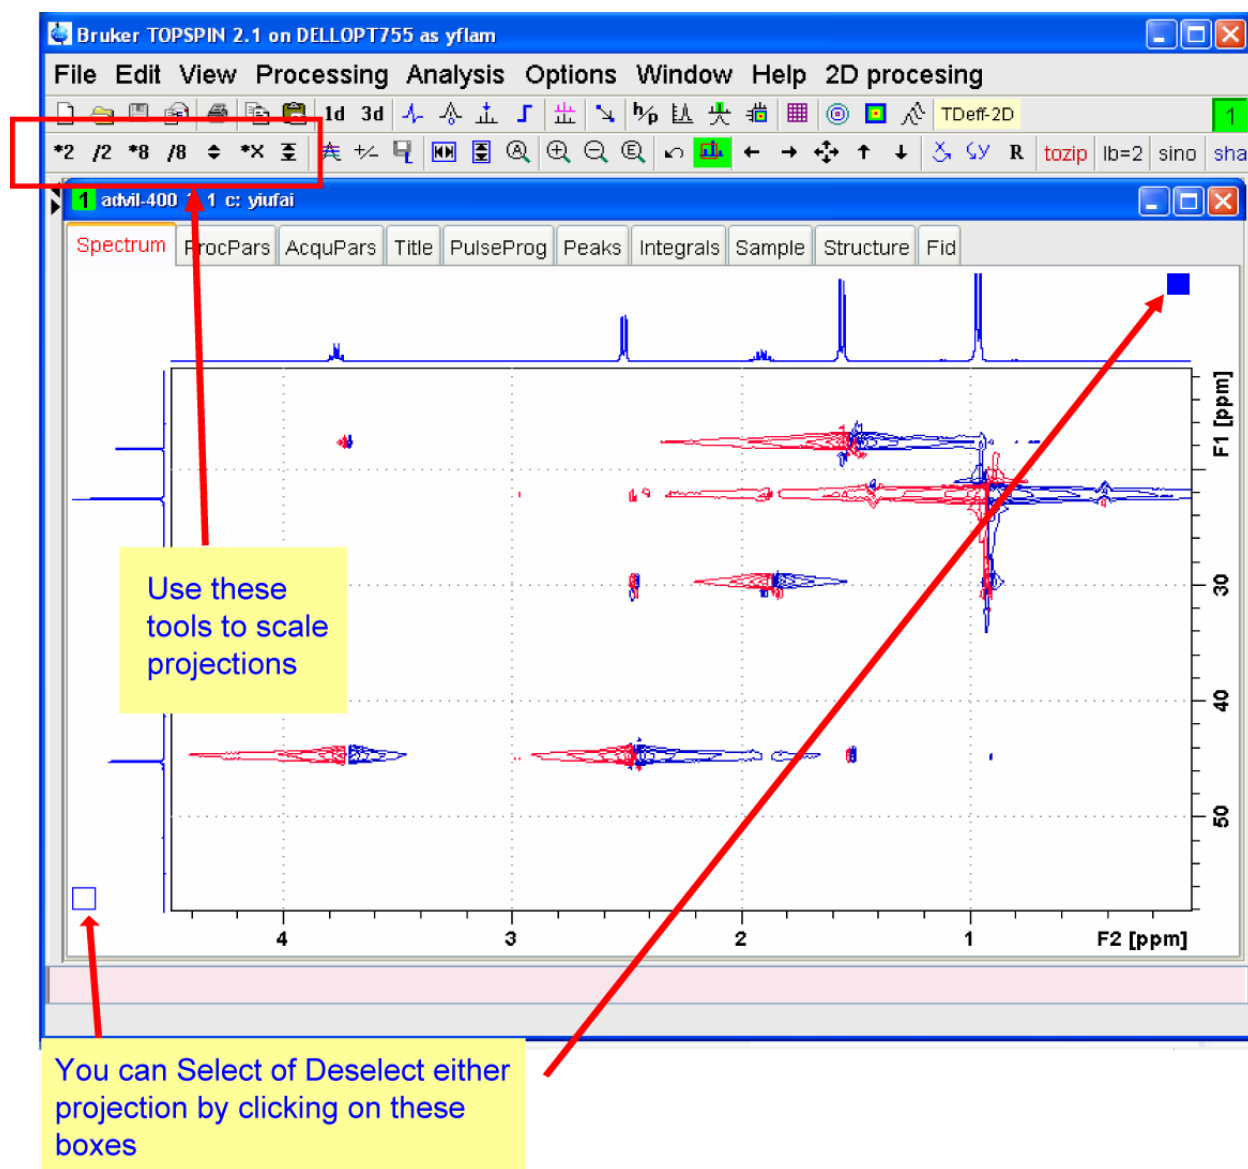 Bruker TOPSPIN 2.1 on DELLOPT755 as yflam
File Edit View Processing Analysis Options Window Help 2D procesing
1d 3d h/p TDeff-2D 1
*2 /2 *8 /8 *X +/- A E R tozip lb=2 sino sha
1 advil-400 1 1 c: yiufai
Spectrum ProcPars AcquPars Title PulseProg Peaks Integrals Sample Structure Fid
F1 [ppm]
30
40
50
4 3 2 1 F2 [ppm]
Use these
tools to scale
projections
You can Select of Deselect either
projection by clicking on these
boxes